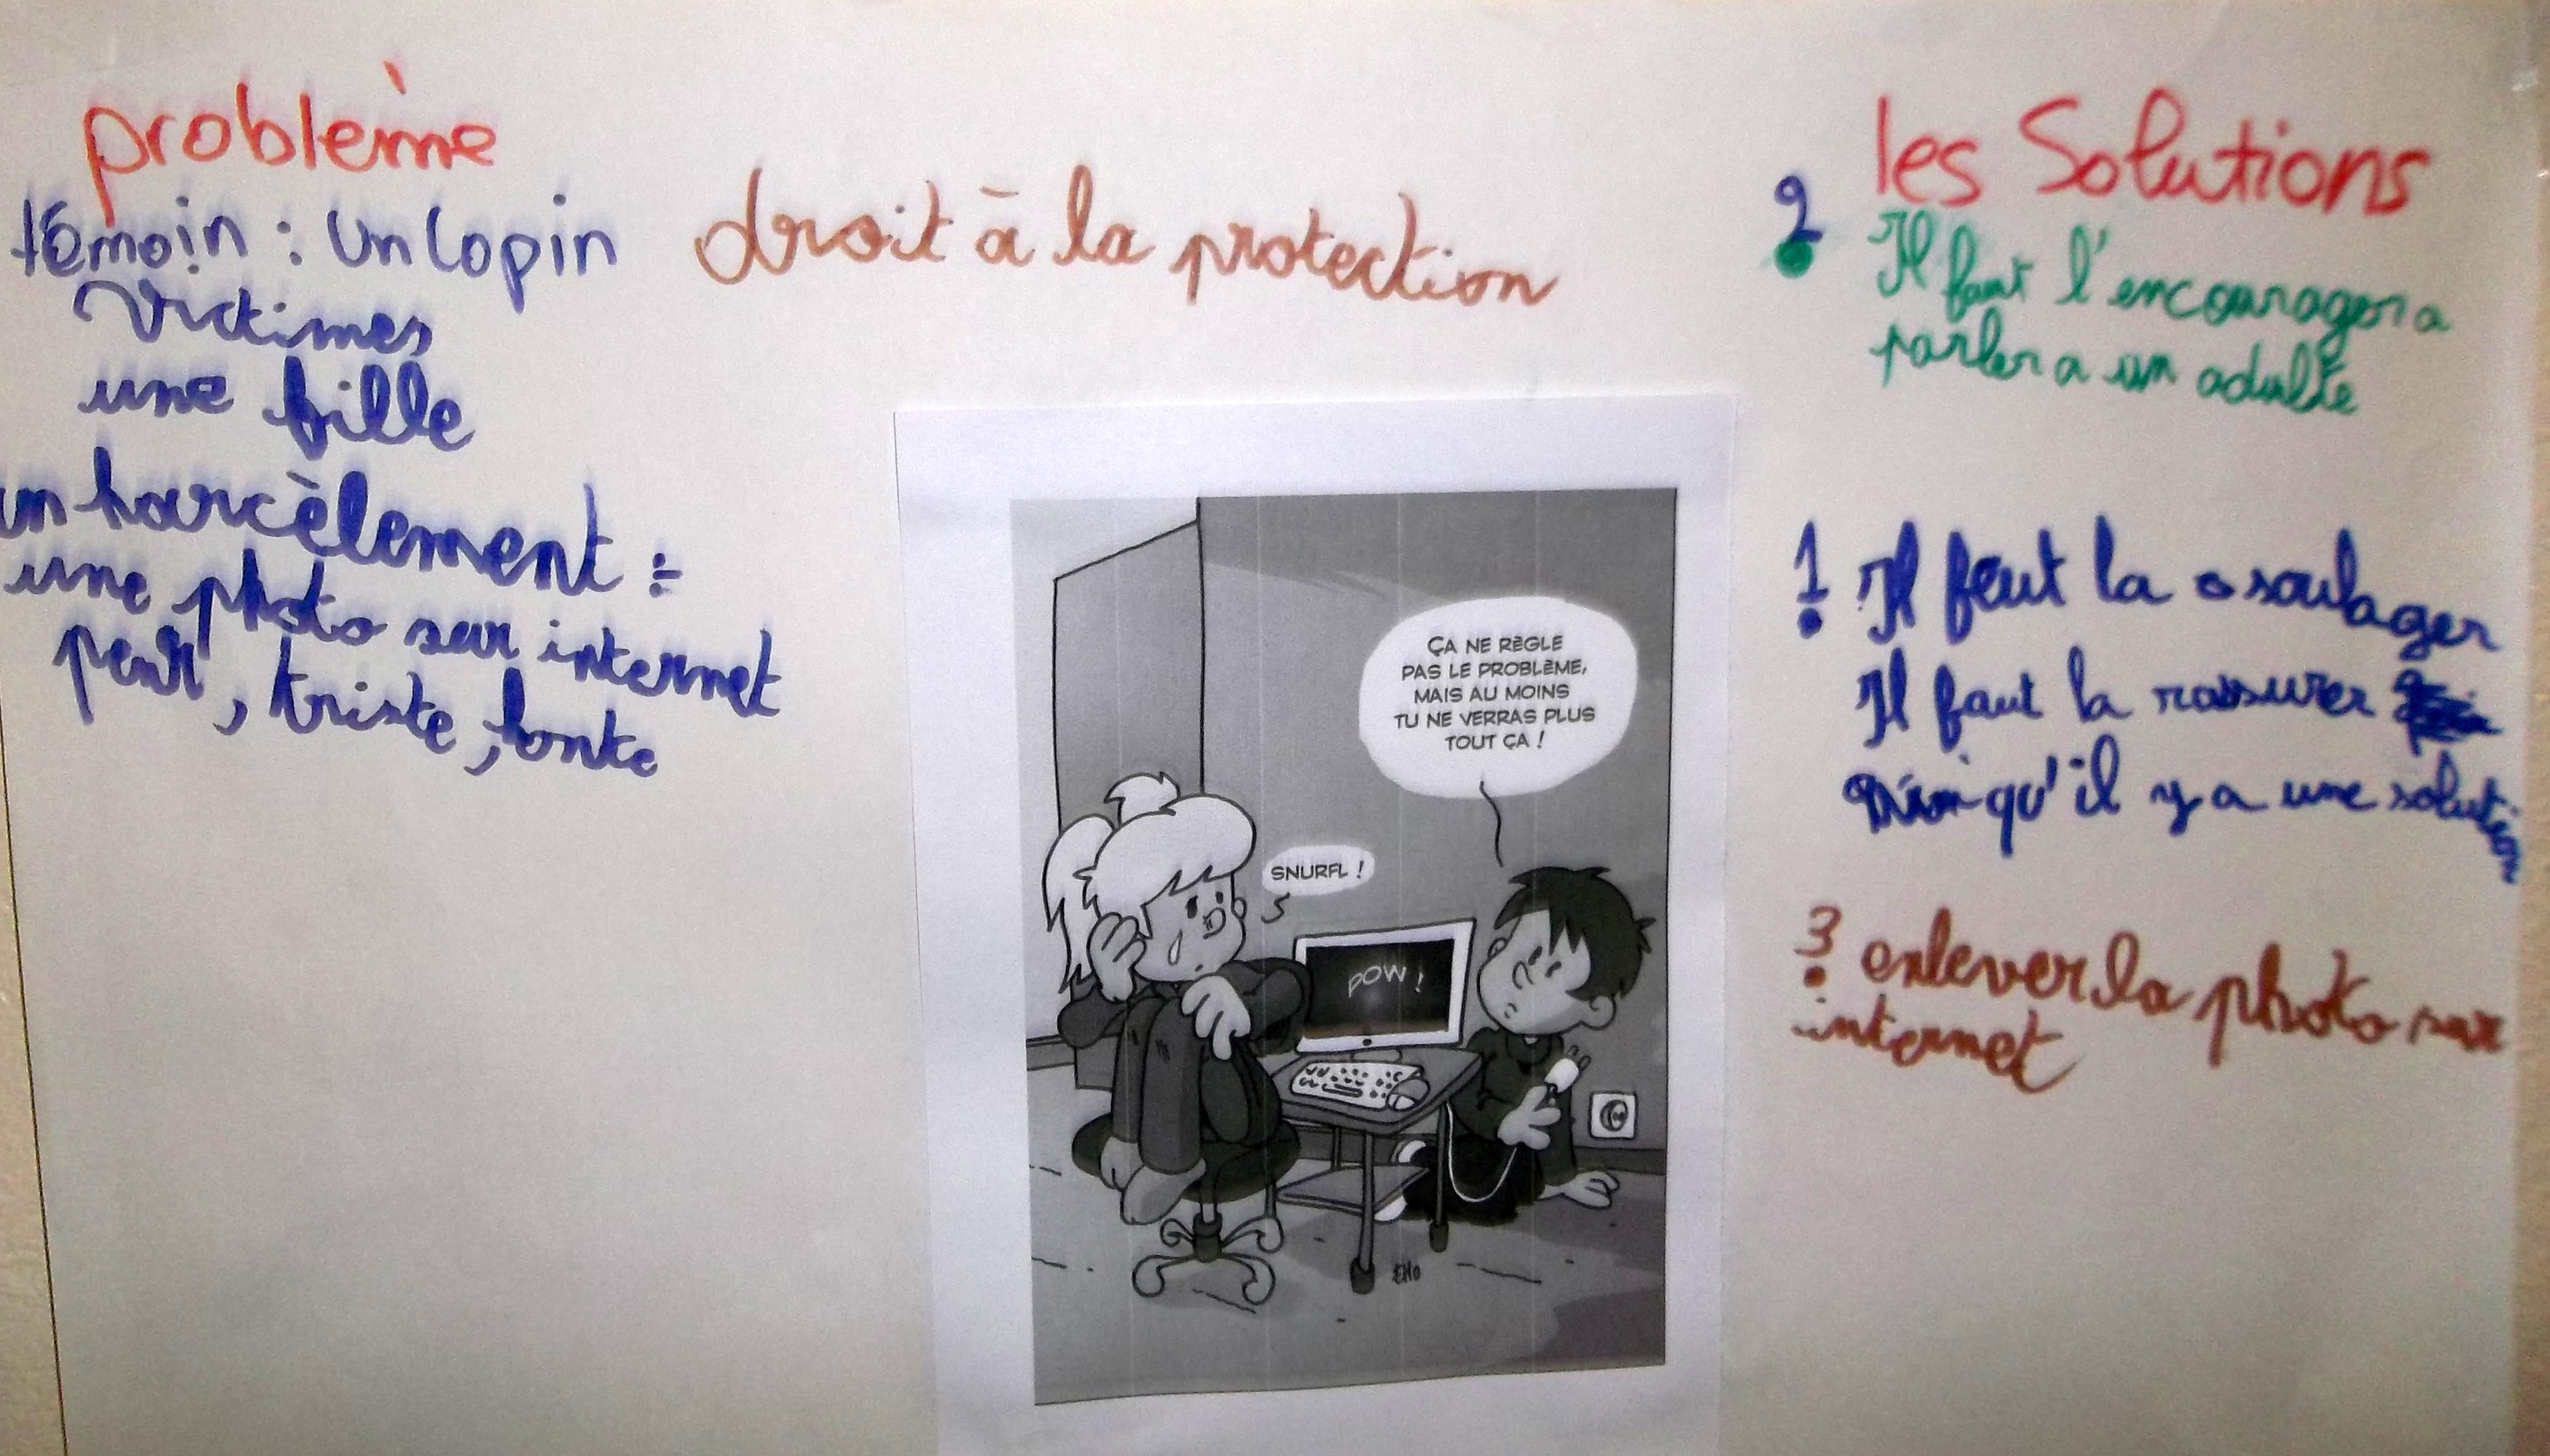 problème
témoin : Un copin
Victimes
une fille
un harcèlement :
une photo sur internet
peur, triste, honte
droit à la protection
ÇA NE RÈGLE
PAS LE PROBLÈME,
MAIS AU MOINS
TU NE VERRAS PLUS
TOUT ÇA !
SNURFL !
POW !
ENO
les Solutions
2 Il faut l'encourager a
parler a un adulte
1 Il faut la soulager
Il faut la rassurer
qu'il y a une solution
3 enlever la photo sur
internet